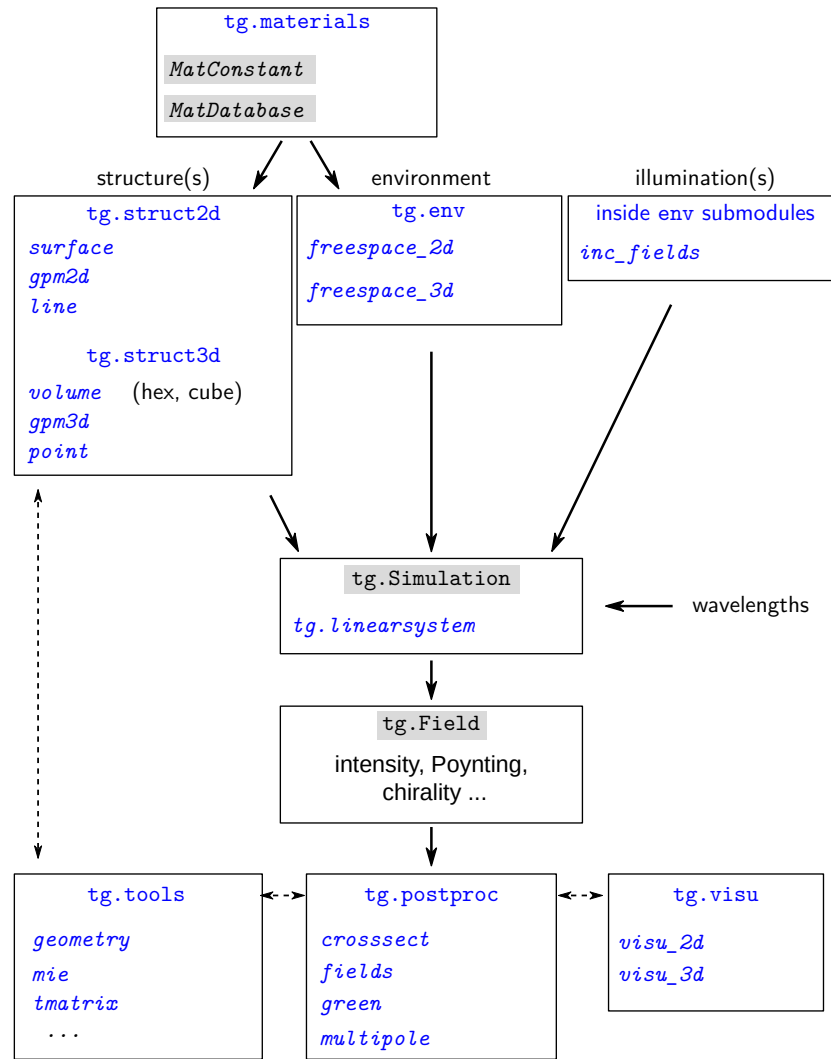 tg.materials
MatConstant
MatDatabase
structure(s)
environment
illumination(s)
tg.struct2d
surface
gpm2d
line
tg.struct3d
volume (hex, cube)
gpm3d
point
tg.env
freespace_2d
freespace_3d
inside env submodules
inc_fields
tg.Simulation
tg.linearsystem
wavelengths
tg.Field
intensity, Poynting,
chirality ...
tg.tools
geometry
mie
tmatrix
...
tg.postproc
crosssect
fields
green
multipole
tg.visu
visu_2d
visu_3d